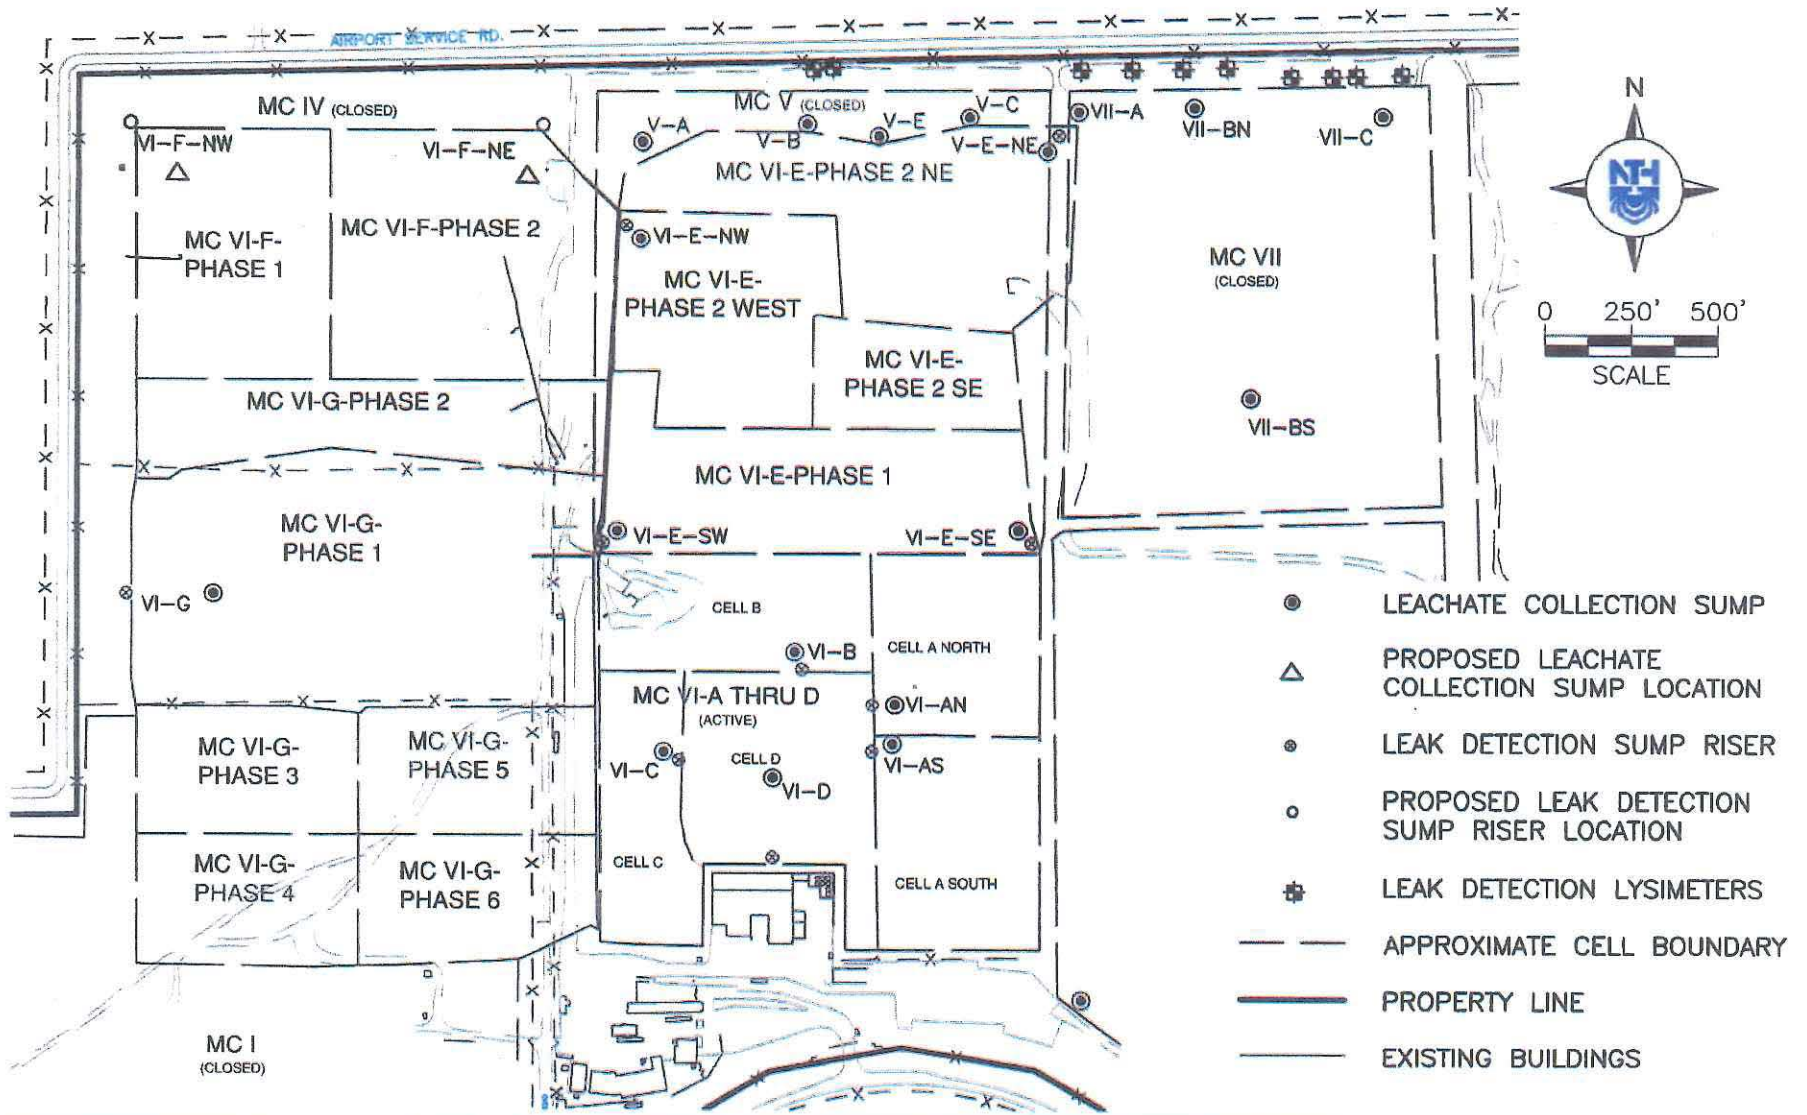 AIRPORT SERVICE RD.
MC IV (CLOSED)
MC V (CLOSED)
V-A
V-B
V-E
V-C
V-E-NE
VII-A
VII-BN
VII-C
N
NTH
VI-F-NW
VI-F-NE
MC VI-E-PHASE 2 NE
MC VI-F-
PHASE 1
MC VI-F-PHASE 2
VI-E-NW
MC VI-E-
PHASE 2 WEST
MC VII
(CLOSED)
0 250' 500'
SCALE
MC VI-E-
PHASE 2 SE
MC VI-G-PHASE 2
VII-BS
MC VI-E-PHASE 1
MC VI-G-
PHASE 1
VI-E-SW
VI-E-SE
VI-G
CELL B
CELL A NORTH
VI-B
MC VI-A THRU D
(ACTIVE)
VI-AN
MC VI-G-
PHASE 3
MC VI-G-
PHASE 5
VI-C
CELL D
VI-D
VI-AS
MC VI-G-
PHASE 4
MC VI-G-
PHASE 6
CELL C
CELL A SOUTH
MC I
(CLOSED)
LEACHATE COLLECTION SUMP
PROPOSED LEACHATE
COLLECTION SUMP LOCATION
LEAK DETECTION SUMP RISER
PROPOSED LEAK DETECTION
SUMP RISER LOCATION
LEAK DETECTION LYSIMETERS
APPROXIMATE CELL BOUNDARY
PROPERTY LINE
EXISTING BUILDINGS